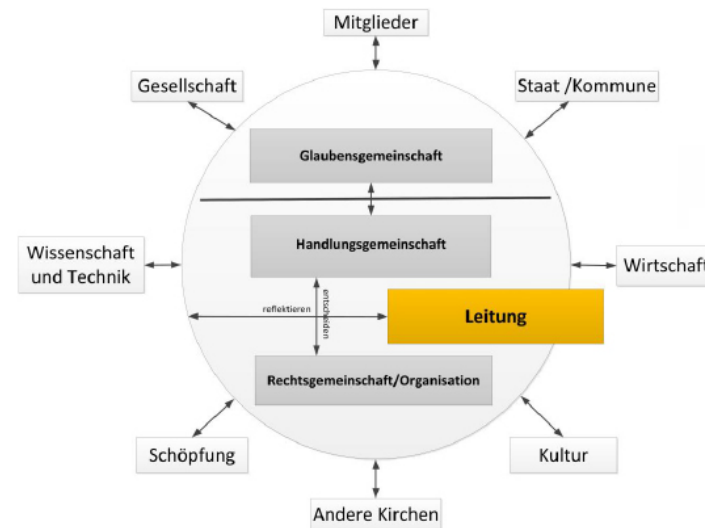 Mitglieder
Gesellschaft
Staat /Kommune
Glaubensgemeinschaft
Handlungsgemeinschaft
Wissenschaft
und Technik
Wirtschaft
reflektieren
entscheiden
Leitung
Rechtsgemeinschaft/Organisation
Schöpfung
Kultur
Andere Kirchen